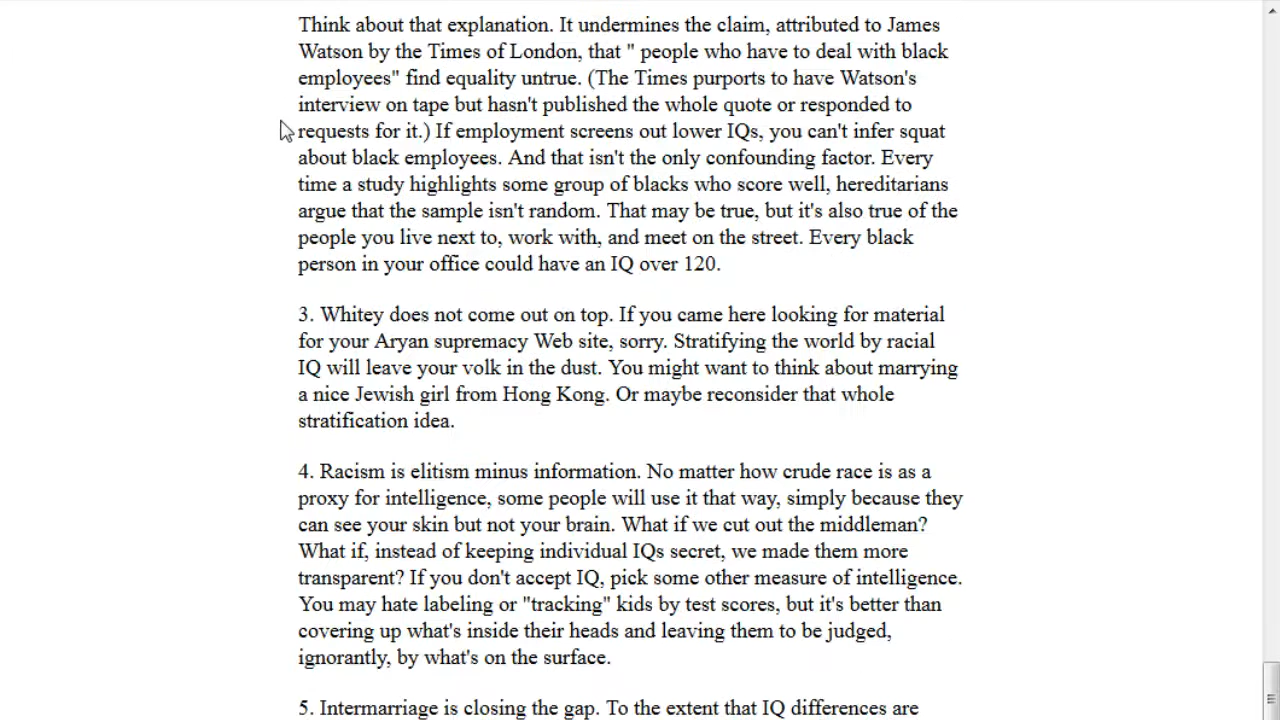 Think about that explanation. It undermines the claim, attributed to James
Watson by the Times of London, that " people who have to deal with black
employees" find equality untrue. (The Times purports to have Watson's
interview on tape but hasn't published the whole quote or responded to
requests for it.) If employment screens out lower IQs, you can't infer squat
about black employees. And that isn't the only confounding factor. Every
time a study highlights some group of blacks who score well, hereditarians
argue that the sample isn't random. That may be true, but it's also true of the
people you live next to, work with, and meet on the street. Every black
person in your office could have an IQ over 120.
3. Whitey does not come out on top. If you came here looking for material
for your Aryan supremacy Web site, sorry. Stratifying the world by racial
IQ will leave your volk in the dust. You might want to think about marrying
a nice Jewish girl from Hong Kong. Or maybe reconsider that whole
stratification idea.
4. Racism is elitism minus information. No matter how crude race is as a
proxy for intelligence, some people will use it that way, simply because they
can see your skin but not your brain. What if we cut out the middleman?
What if, instead of keeping individual IQs secret, we made them more
transparent? If you don't accept IQ, pick some other measure of intelligence.
You may hate labeling or "tracking" kids by test scores, but it's better than
covering up what's inside their heads and leaving them to be judged,
ignorantly, by what's on the surface.
5. Intermarriage is closing the gap. To the extent that IQ differences are